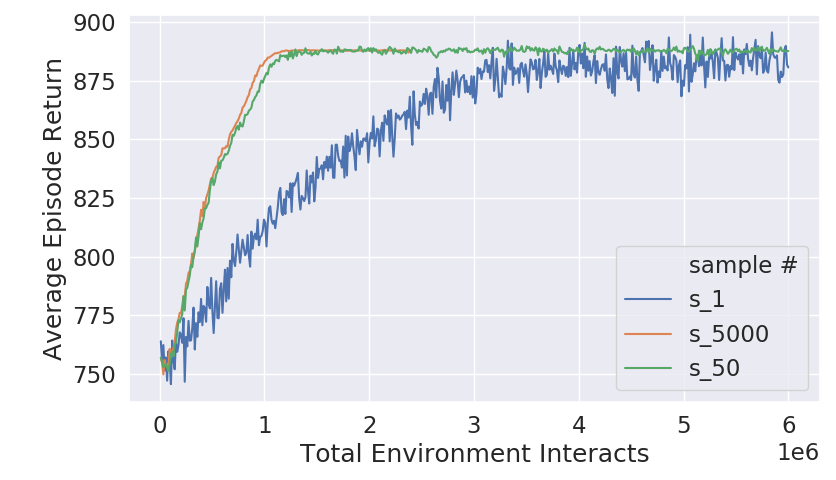 900
875
850
825
800
775
750
Average Episode Return
sample #
s_1
s_5000
s_50
0 1 2 3 4 5 6
Total Environment Interacts
1e6